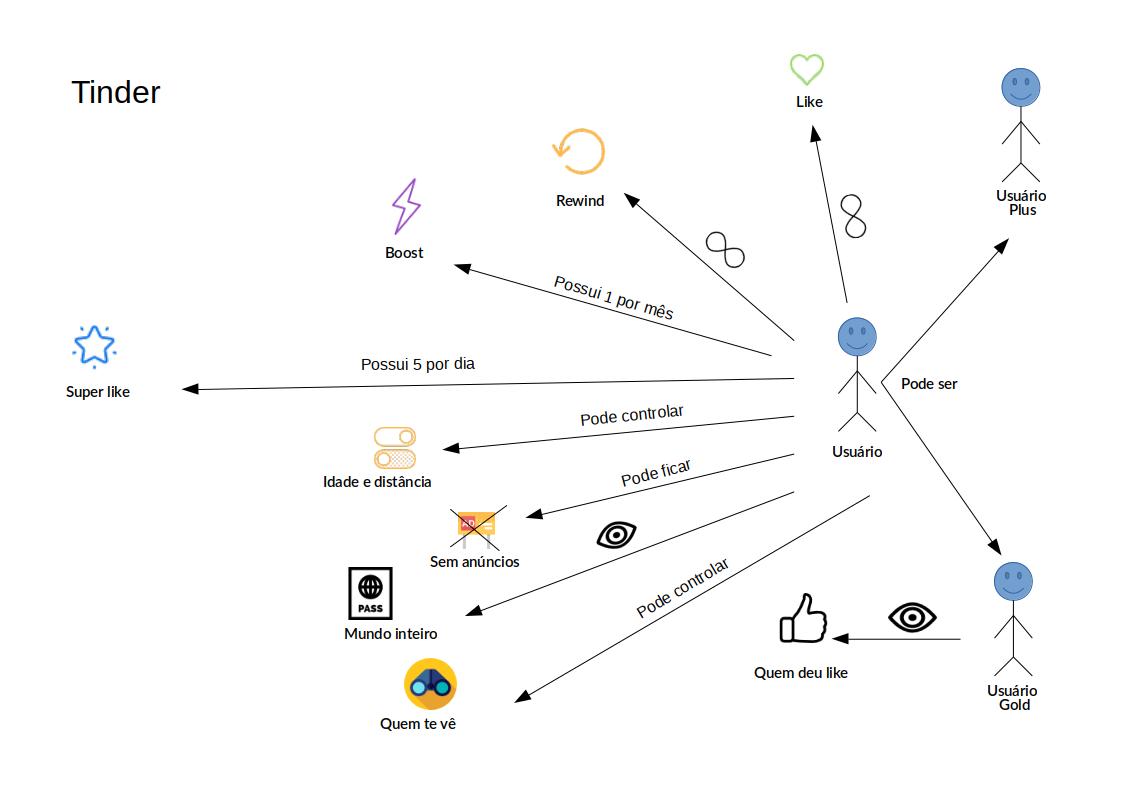 Tinder
Like
Usuário
Plus
Rewind
Boost
Possui 1 por mês
Possui 5 por dia
Super like
Pode ser
Pode controlar
Usuário
Idade e distância
Pode ficar
AD
Sem anúncios
PASS
Mundo inteiro
Pode controlar
Quem deu like
Usuário
Gold
Quem te vê